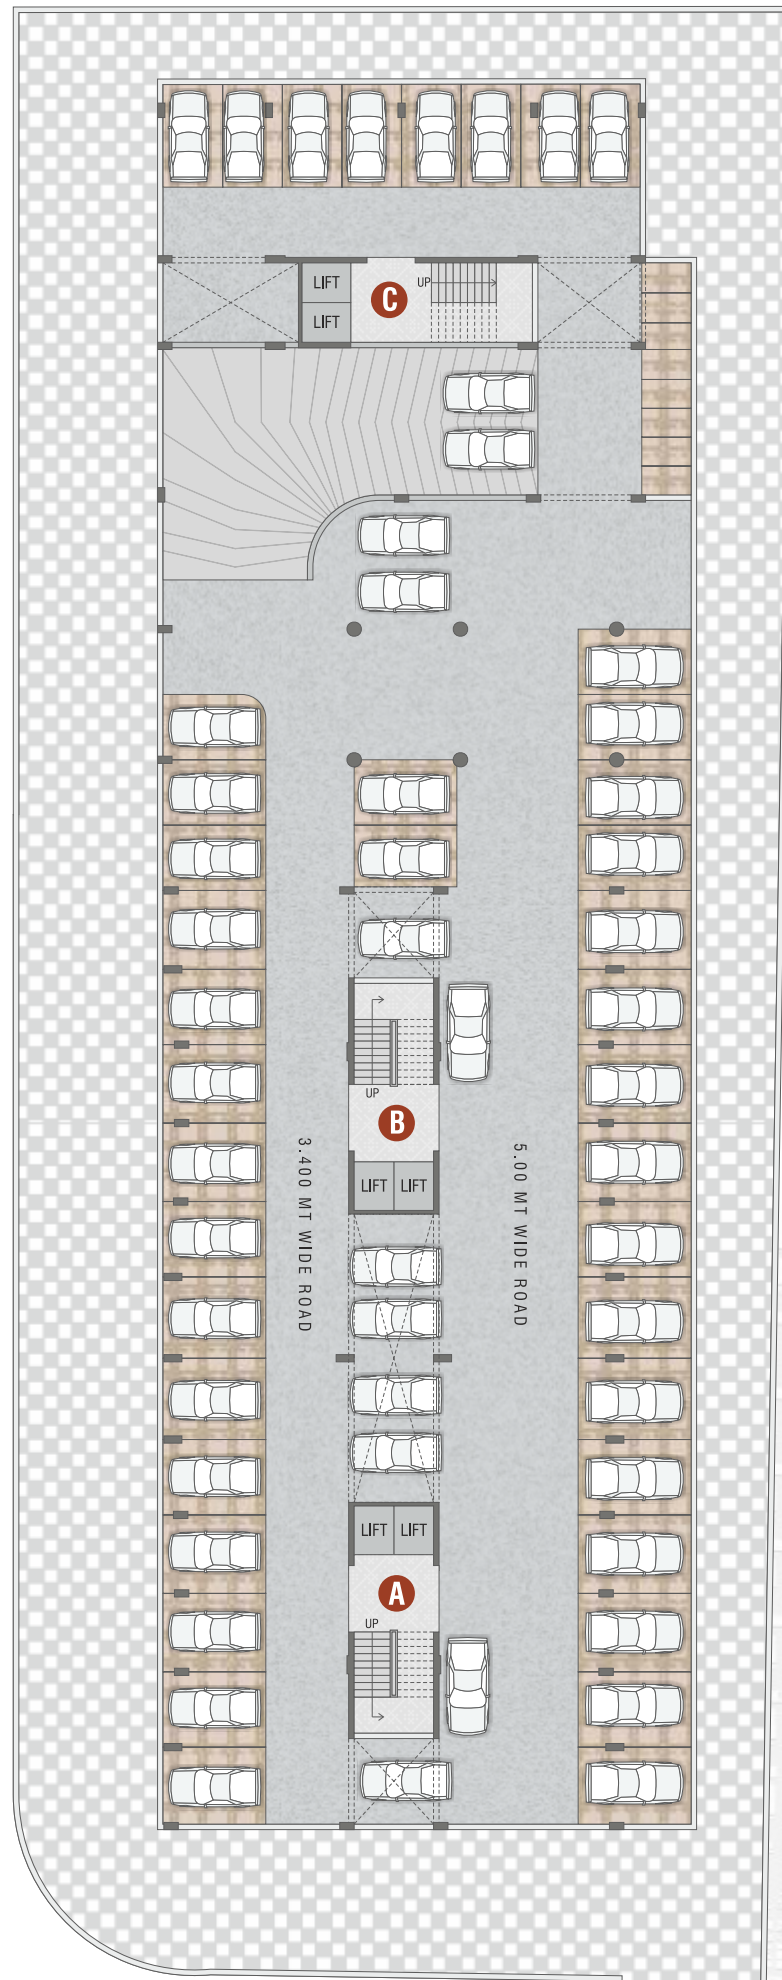 LIFT
LIFT
C
UP
UP
B
LIFT LIFT
3.400 MT WIDE ROAD
5.00 MT WIDE ROAD
LIFT LIFT
A
UP